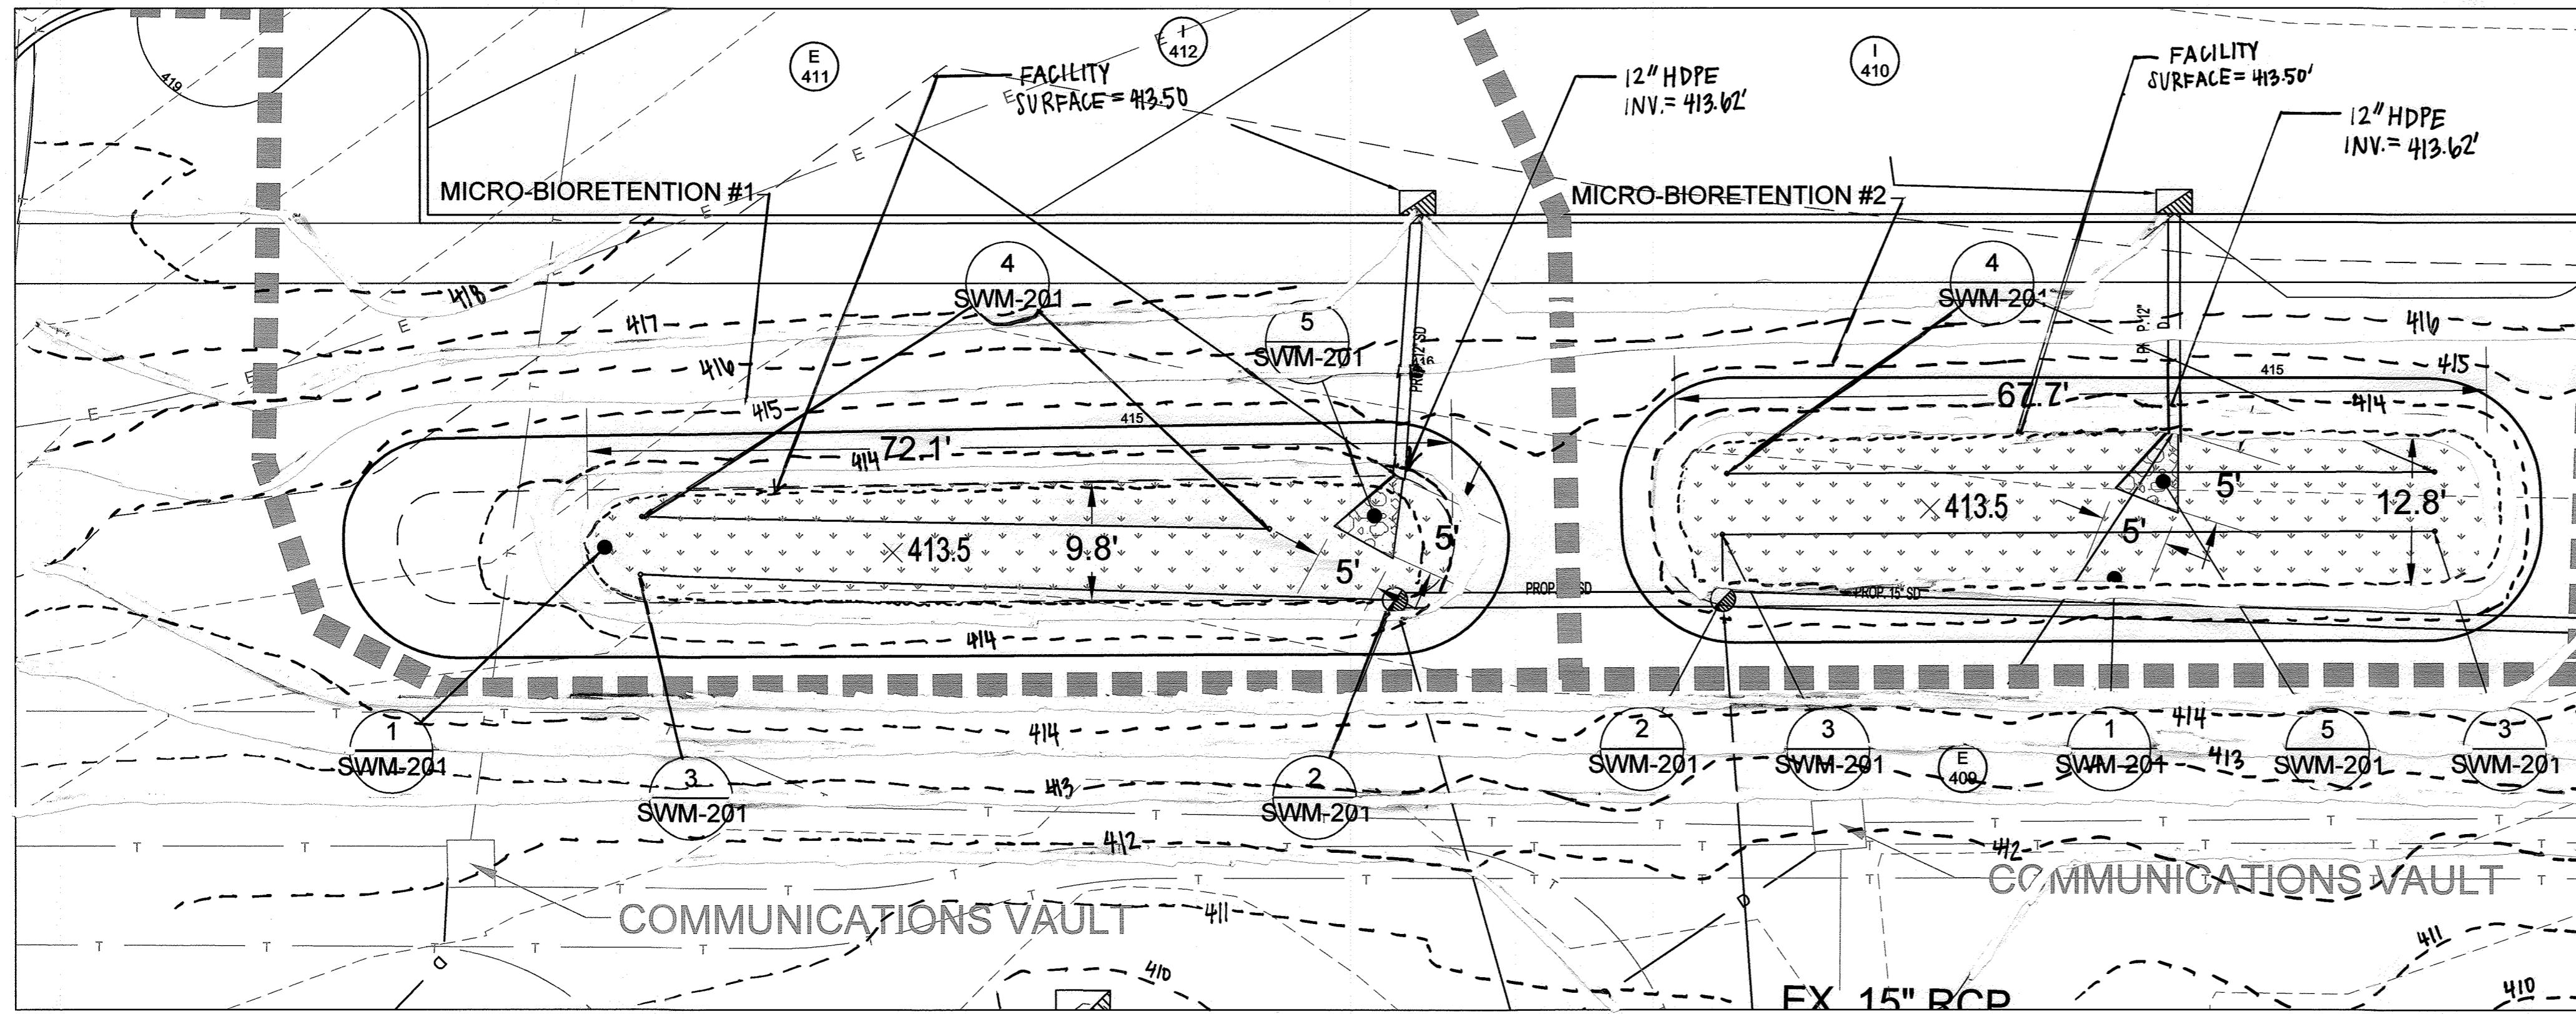 E
411
I
412
I
410
FACILITY
SURFACE = 413.50
12" HDPE
INV. = 413.62'
FACILITY
SURFACE = 413.50'
12" HDPE
INV. = 413.62'
419
MICRO-BIORETENTION #1
MICRO-BIORETENTION #2
4
SWM-201
4
SWM-201
5
SWM-201
418
417
416
415
415
414
416
415
415
414
72.1'
67.7'
413.5
9.8'
5'
5'
413.5
5'
5'
12.8'
PROP. 15" SD
414
1
SWM-201
3
SWM-201
2
SWM-201
2
SWM-201
3
SWM-201
E
409
1
SWM-201
5
SWM-201
3
SWM-201
414
413
412
411
410
414
413
412
411
410
COMMUNICATIONS VAULT
COMMUNICATIONS VAULT
EX. 15" RCP